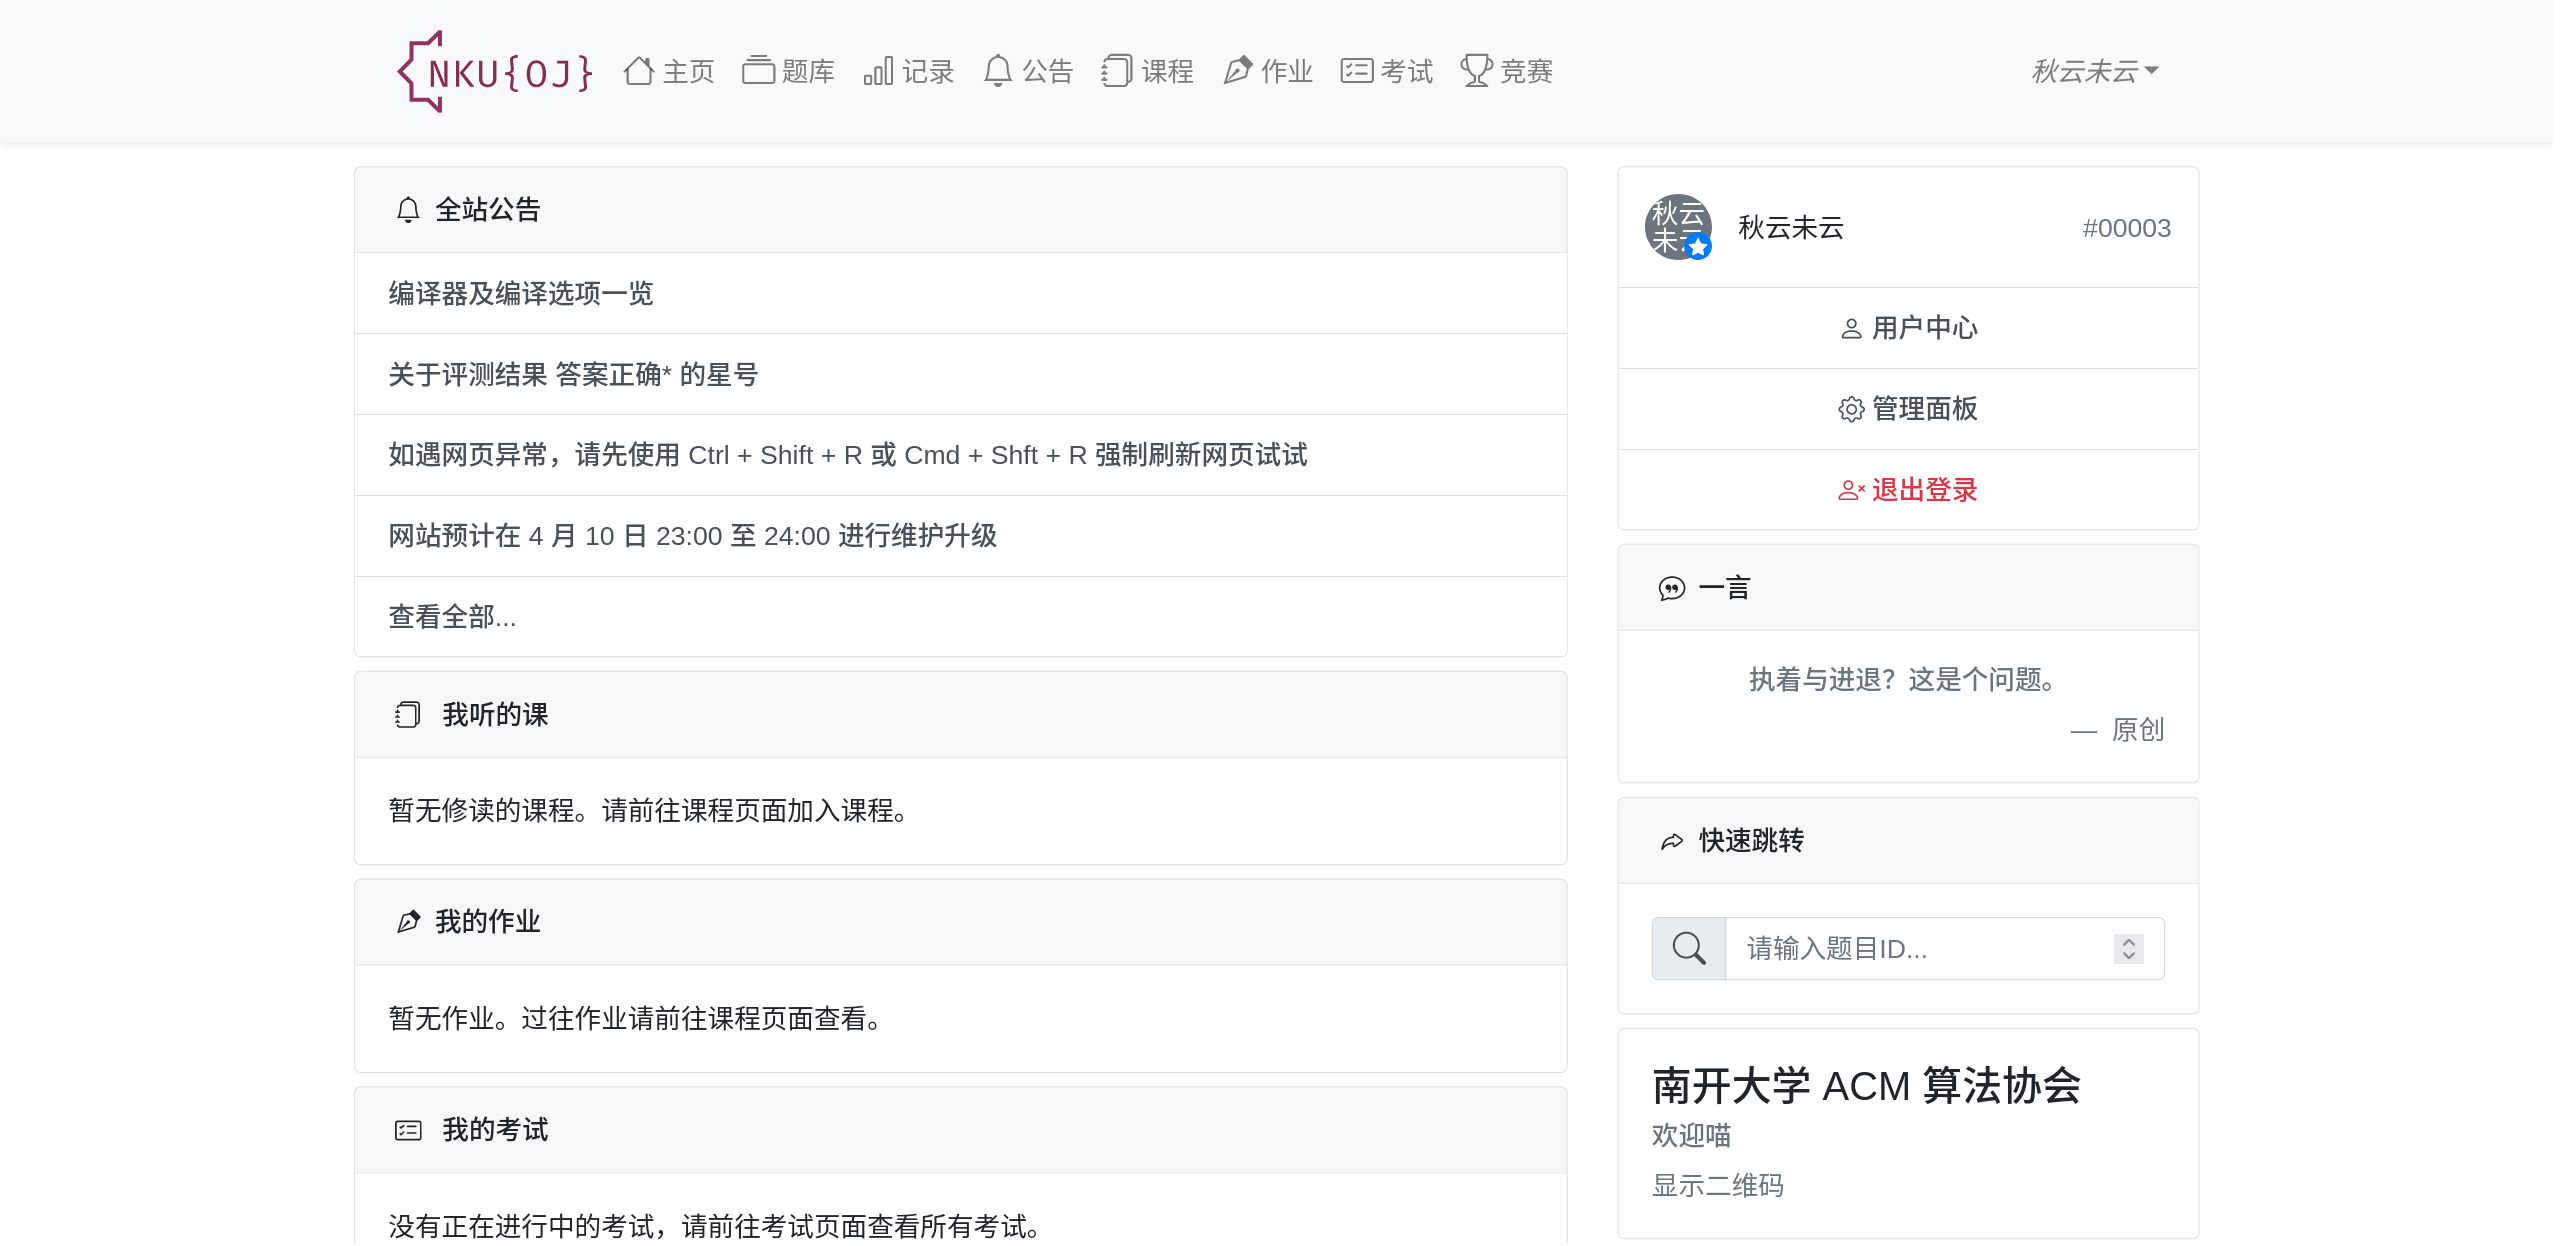 NKU{OJ} 主页 题库 记录 公告 课程 作业 考试 竞赛 秋云未云
全站公告
编译器及编译选项一览
关于评测结果 答案正确* 的星号
如遇网页异常，请先使用 Ctrl + Shift + R 或 Cmd + Shft + R 强制刷新网页试试
网站预计在 4 月 10 日 23:00 至 24:00 进行维护升级
查看全部...
我听的课
暂无修读的课程。请前往课程页面加入课程。
我的作业
暂无作业。过往作业请前往课程页面查看。
我的考试
没有正在进行中的考试，请前往考试页面查看所有考试。
秋云
未云
秋云未云 #00003
用户中心
管理面板
退出登录
一言
执着与进退？这是个问题。
— 原创
快速跳转
请输入题目ID...
南开大学 ACM 算法协会
欢迎喵
显示二维码